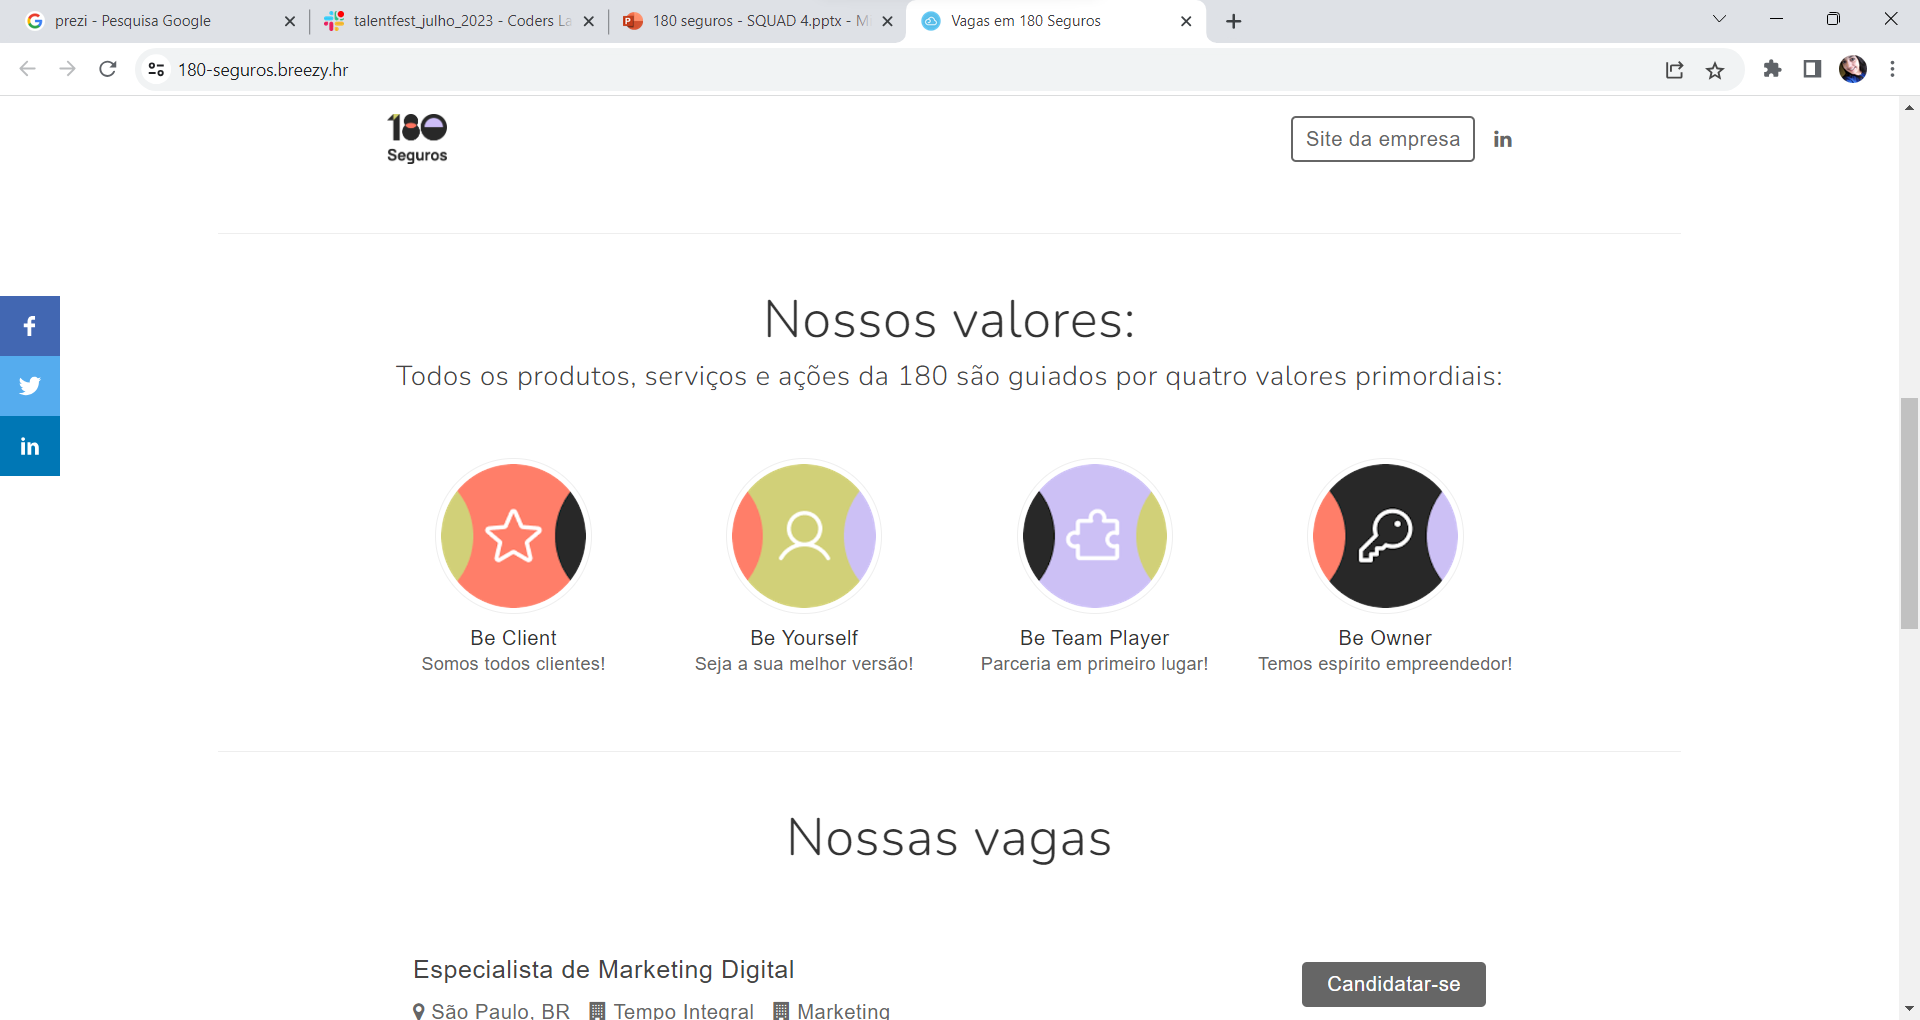 prezi - Pesquisa Google
talentfest_julho_2023 - Coders La
180 seguros - SQUAD 4.pptx - Mi
Vagas em 180 Seguros
180-seguros.breezy.hr
180
Seguros
Site da empresa
in
f
in
Nossos valores:
Todos os produtos, serviços e ações da 180 são guiados por quatro valores primordiais:
Be Client
Somos todos clientes!
Be Yourself
Seja a sua melhor versão!
Be Team Player
Parceria em primeiro lugar!
Be Owner
Temos espírito empreendedor!
Nossas vagas
Especialista de Marketing Digital
Candidatar-se
São Paulo, BR Tempo Integral Marketing